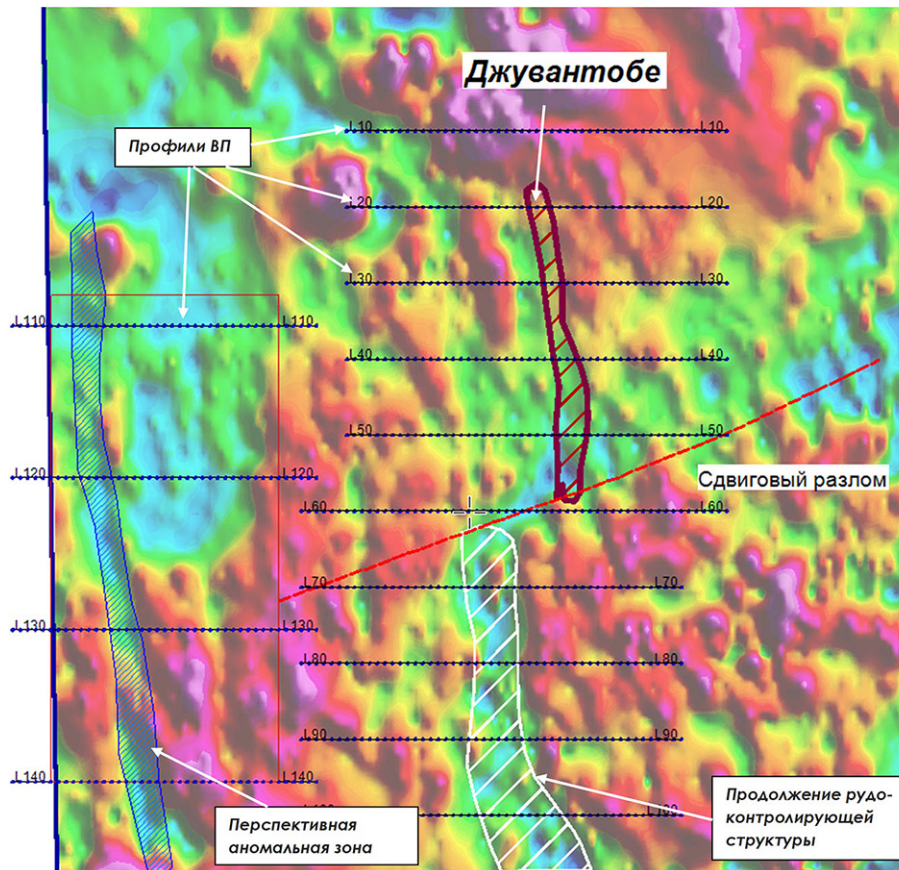 Джувантобе
Профили ВП
L10 L10
L20 L20
L30 L30
L110 L110
L40 L40
L50 L50
L120 L120
Сдвиговый разлом
L60 L60
L70 L70
L130 L130
L80 L80
L90 L90
L140 L140
Перспективная
аномальная зона
Продолжение рудо-
контролирующей
структуры